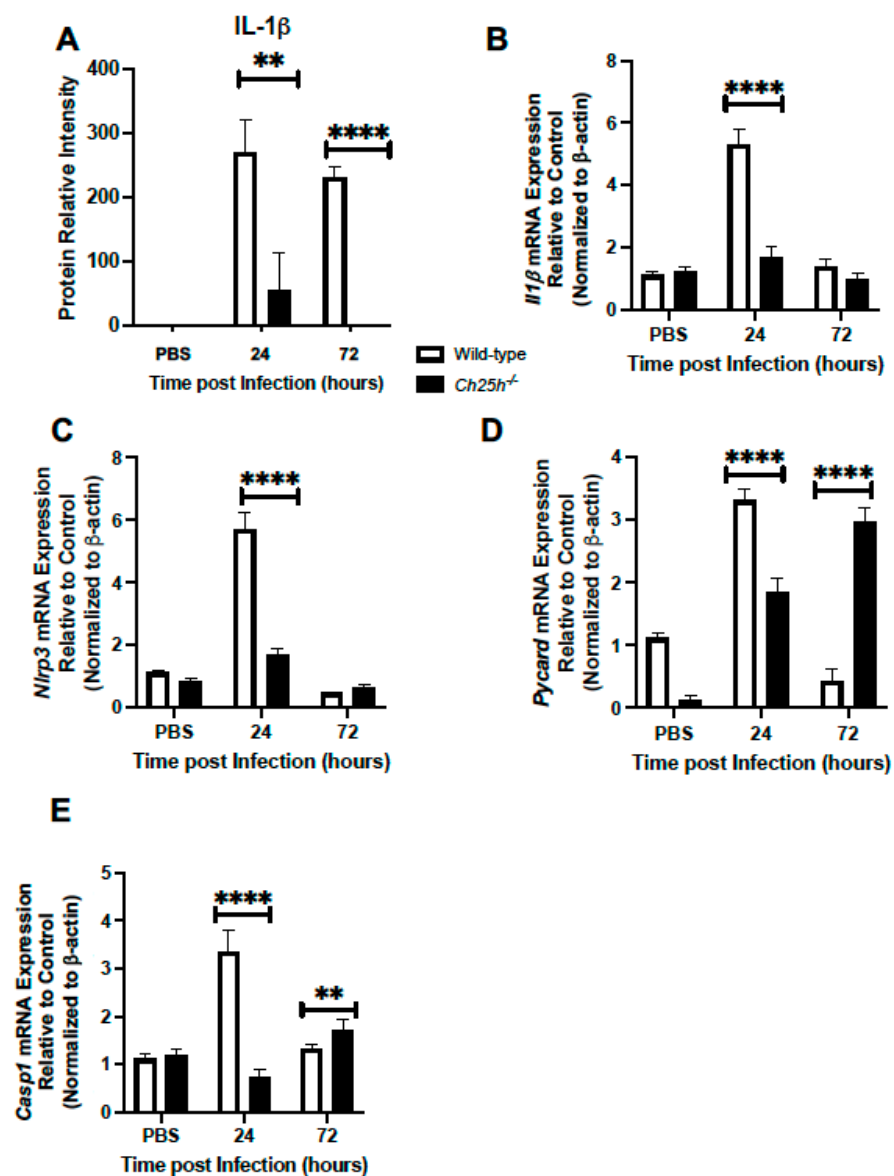 A
IL-1β
**
****
400
300
200
100
0
Protein Relative Intensity
PBS
24
72
Time post Infection (hours)
Wild-type
Ch25h-/-
B
****
8
6
4
2
0
Il1β mRNA Expression
Relative to Control
(Normalized to β-actin)
PBS
24
72
Time post Infection (hours)
C
****
8
6
4
2
0
Nlrp3 mRNA Expression
Relative to Control
(Normalized to β-actin)
PBS
24
72
Time post Infection (hours)
D
****
****
4
3
2
1
0
Pycard mRNA Expression
Relative to Control
(Normalized to β-actin)
PBS
24
72
Time post Infection (hours)
E
****
**
5
4
3
2
1
0
Casp1 mRNA Expression
Relative to Control
(Normalized to β-actin)
PBS
24
72
Time post Infection (hours)